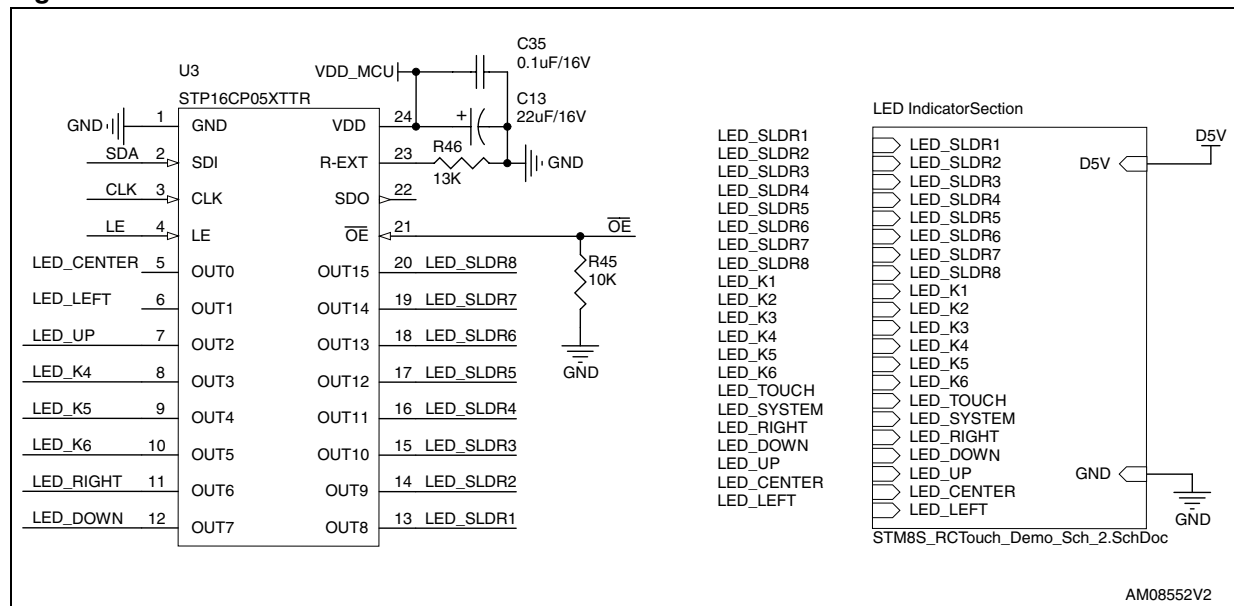 U3
STP16CP05XTTR
VDD_MCU
C35
0.1uF/16V
C13
22uF/16V
+
GND 1 GND VDD 24
SDA 2 SDI R-EXT 23 R46 13K GND
CLK 3 CLK SDO 22
LE 4 LE OE 21 OE
LED_CENTER 5 OUT0 OUT15 20 LED_SLDR8
R45
10K
GND
LED_LEFT 6 OUT1 OUT14 19 LED_SLDR7
LED_UP 7 OUT2 OUT13 18 LED_SLDR6
LED_K4 8 OUT3 OUT12 17 LED_SLDR5
LED_K5 9 OUT4 OUT11 16 LED_SLDR4
LED_K6 10 OUT5 OUT10 15 LED_SLDR3
LED_RIGHT 11 OUT6 OUT9 14 LED_SLDR2
LED_DOWN 12 OUT7 OUT8 13 LED_SLDR1
LED IndicatorSection
LED_SLDR1 LED_SLDR1
LED_SLDR2 LED_SLDR2 D5V D5V
LED_SLDR3 LED_SLDR3
LED_SLDR4 LED_SLDR4
LED_SLDR5 LED_SLDR5
LED_SLDR6 LED_SLDR6
LED_SLDR7 LED_SLDR7
LED_SLDR8 LED_SLDR8
LED_K1 LED_K1
LED_K2 LED_K2
LED_K3 LED_K3
LED_K4 LED_K4
LED_K5 LED_K5
LED_K6 LED_K6
LED_TOUCH LED_TOUCH
LED_SYSTEM LED_SYSTEM
LED_RIGHT LED_RIGHT
LED_DOWN LED_DOWN
LED_UP LED_UP GND
LED_CENTER LED_CENTER
LED_LEFT LED_LEFT GND
STM8S_RCTouch_Demo_Sch_2.SchDoc
AM08552V2